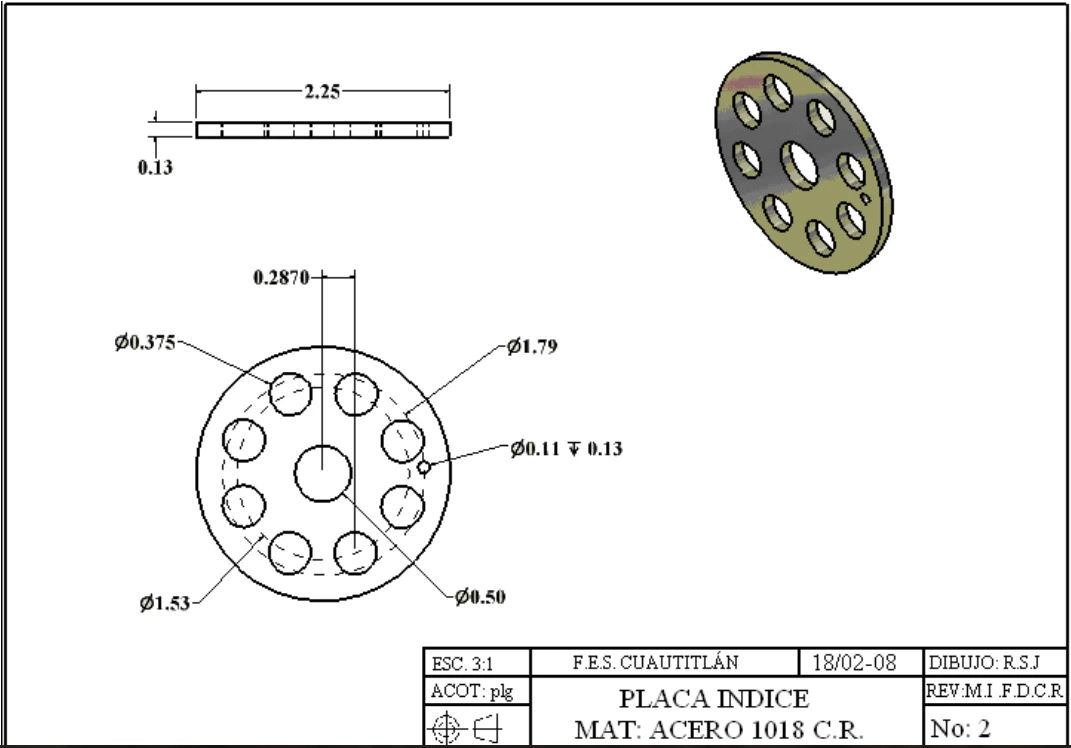 2.25
0.13
0.2870
Ø0.375
Ø1.79
Ø0.11 ↧ 0.13
Ø1.53
Ø0.50
ESC. 3:1
F.E.S. CUAUTITLÁN
18/02-08
DIBUJO: R.S.J
ACOT: plg
PLACA INDICE
REV:M.I .F.D.C.R
MAT: ACERO 1018 C.R.
No: 2